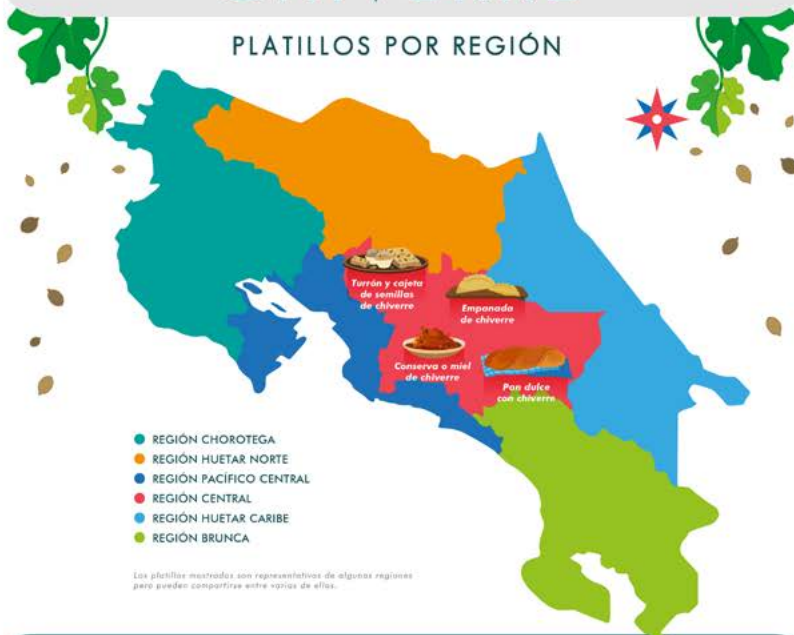 PLATILLOS POR REGIÓN
Turrón y cajeta
de semillas
de chiverre
Empanada
de chiverre
Conserva o miel
de chiverre
Pan dulce
con chiverre
REGIÓN CHOROTEGA
REGIÓN HUETAR NORTE
REGIÓN PACÍFICO CENTRAL
REGIÓN CENTRAL
REGIÓN HUETAR CARIBE
REGIÓN BRUNCA
Los platillos mostrados son representativos de algunas regiones
pero pueden compartirse entre varias de ellas.